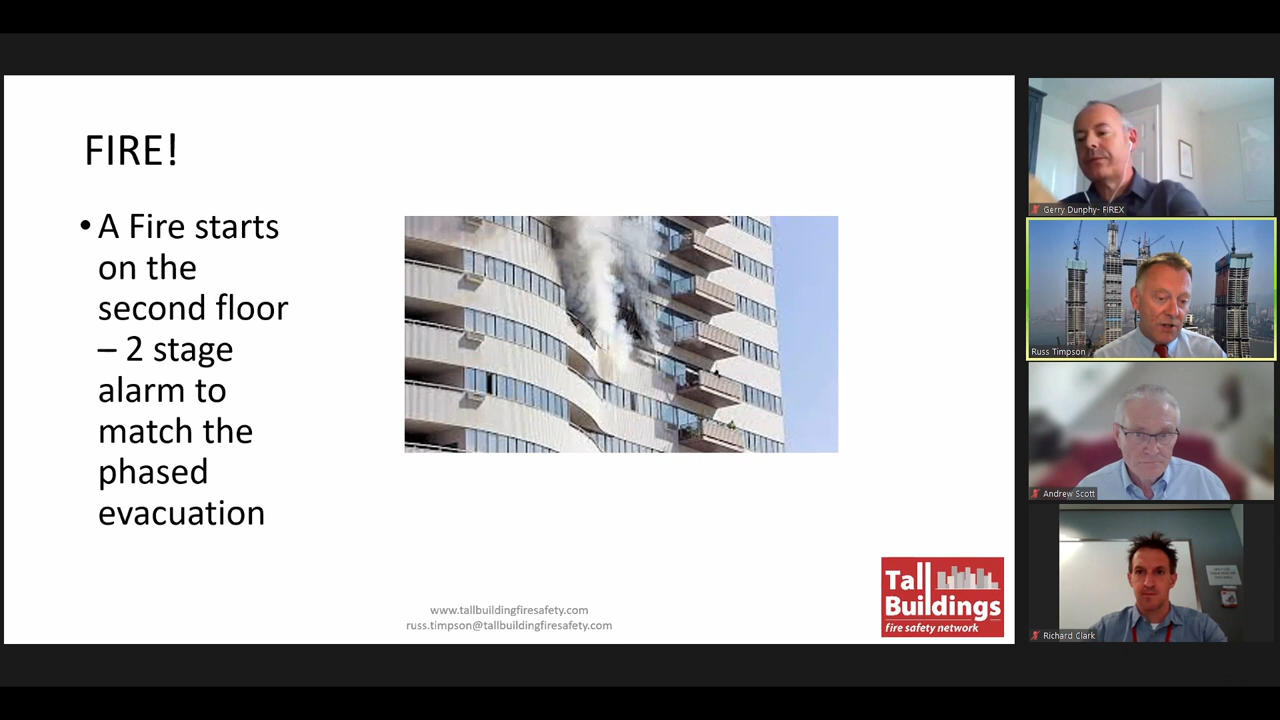 FIRE!
• A Fire starts
on the
second floor
– 2 stage
alarm to
match the
phased
evacuation
www.tallbuildingfiresafety.com
russ.timpson@tallbuildingfiresafety.com
Tall
Buildings
fire safety network
Gerry Dunphy- FIREX
Russ Timpson
Andrew Scott
Richard Clark